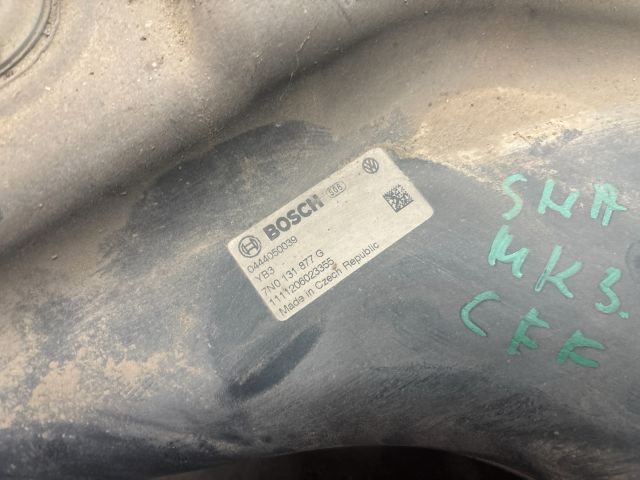 BOSCH
0444050039
YB3
7N0 131 877 G
1111206023355
Made in Czech Republic
SHA
MK3.
CFF